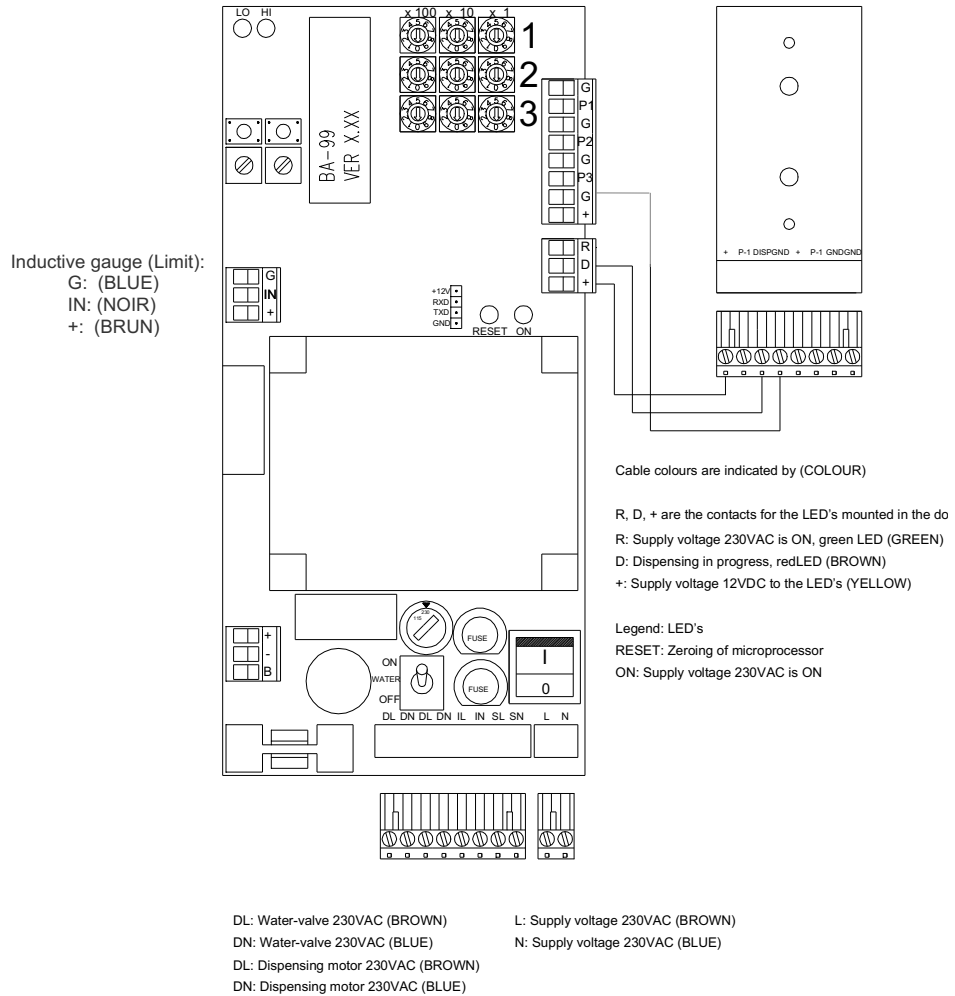 LO HI
x 100 x 10 x 1
1
2
3
BA-99
VER X.XX
G
P1
G
P2
G
P3
G
+
R
D
+
+ P-1 DISPGND + P-1 GNDGND
Inductive gauge (Limit):
G: (BLUE)
IN: (NOIR)
+: (BRUN)
G
IN
+
+12V
RXD
TXD
GND
RESET ON
Cable colours are indicated by (COLOUR)
R, D, + are the contacts for the LED's mounted in the do
R: Supply voltage 230VAC is ON, green LED (GREEN)
D: Dispensing in progress, redLED (BROWN)
+: Supply voltage 12VDC to the LED's (YELLOW)
Legend: LED's
RESET: Zeroing of microprocessor
ON: Supply voltage 230VAC is ON
+
-
B
230
115
FUSE
FUSE
I
0
ON
WATER
OFF
DL DN DL DN IL IN SL SN L N
DL: Water-valve 230VAC (BROWN)
DN: Water-valve 230VAC (BLUE)
DL: Dispensing motor 230VAC (BROWN)
DN: Dispensing motor 230VAC (BLUE)
L: Supply voltage 230VAC (BROWN)
N: Supply voltage 230VAC (BLUE)